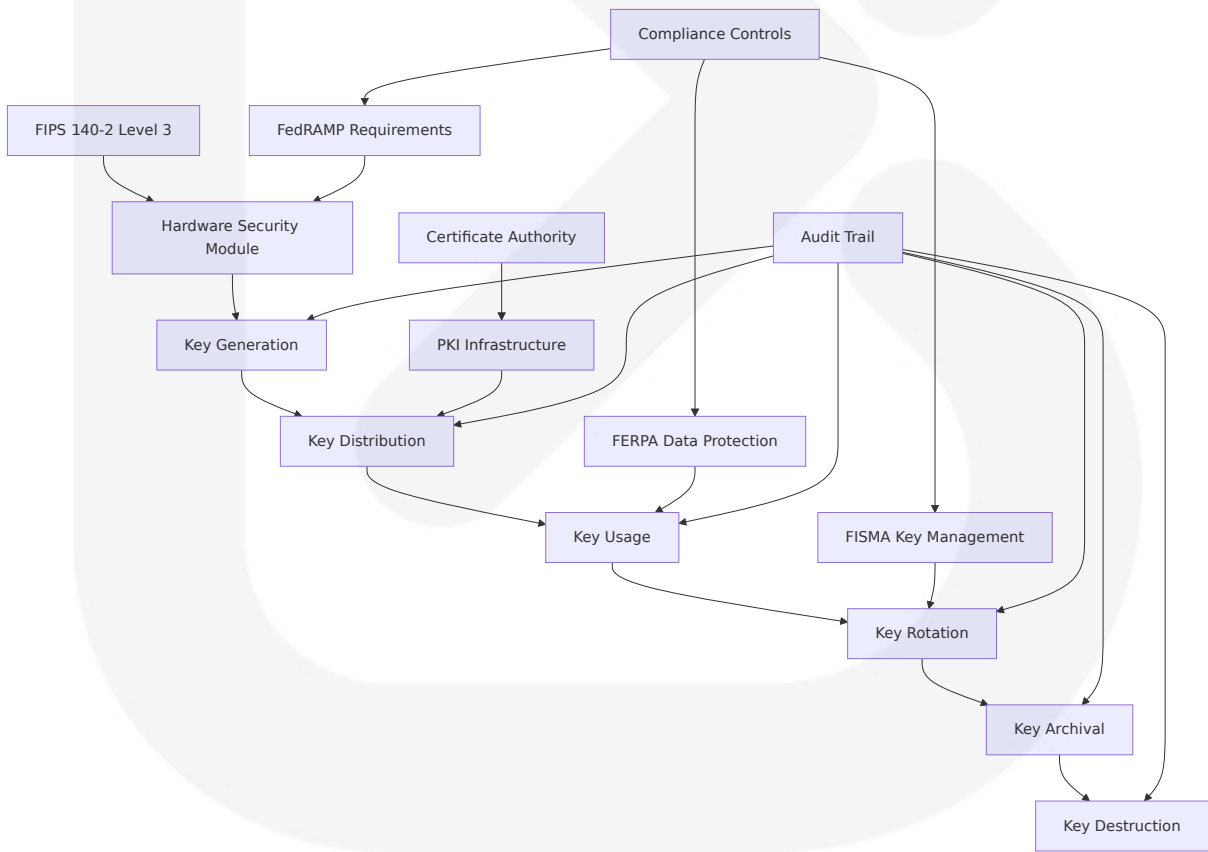 Compliance Controls
FIPS 140-2 Level 3
FedRAMP Requirements
Hardware Security
Module
Certificate Authority
Audit Trail
Key Generation
PKI Infrastructure
Key Distribution
FERPA Data Protection
Key Usage
FISMA Key Management
Key Rotation
Key Archival
Key Destruction